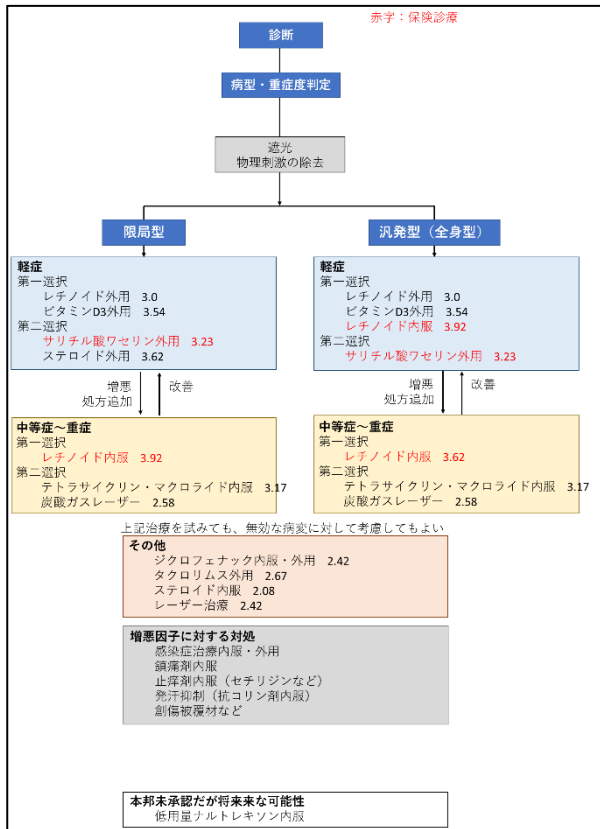 赤字：保険診療
診断
病型・重症度判定
遮光
物理刺激の除去
限局型
軽症
第一選択
レチノイド外用 3.0
ビタミンD3外用 3.54
第二選択
サリチル酸ワセリン外用 3.23
ステロイド外用 3.62
増悪
処方追加
改善
中等症～重症
第一選択
レチノイド内服 3.92
第二選択
テトラサイクリン・マクロライド内服 3.17
炭酸ガスレーザー 2.58
汎発型（全身型）
軽症
第一選択
レチノイド外用 3.0
ビタミンD3外用 3.54
レチノイド内服 3.92
第二選択
サリチル酸ワセリン外用 3.23
増悪
処方追加
改善
中等症～重症
第一選択
レチノイド内服 3.62
第二選択
テトラサイクリン・マクロライド内服 3.17
炭酸ガスレーザー 2.58
上記治療を試みても、無効な病変に対して考慮してもよい
その他
ジクロフェナック内服・外用 2.42
タクロリムス外用 2.67
ステロイド内服 2.08
レーザー治療 2.42
増悪因子に対する対処
感染症治療内服・外用
鎮痛剤内服
止痒剤内服（セチリジンなど）
発汗抑制（抗コリン剤内服）
創傷被覆材など
本邦未承認だが将来来な可能性
低用量ナルトレキソン内服